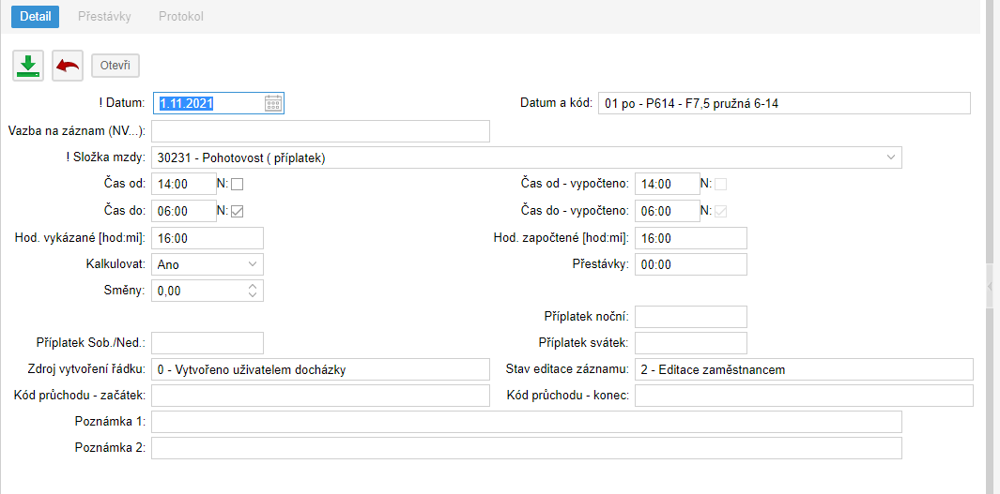 Detail Přestávky Protokol
Otevři
! Datum: 1.11.2021 Datum a kód: 01 po - P614 - F7,5 pružná 6-14
Vazba na záznam (NV...):
! Složka mzdy: 30231 - Pohotovost ( příplatek)
Čas od: 14:00 N: Čas od - vypočteno: 14:00 N:
Čas do: 06:00 N: Čas do - vypočteno: 06:00 N:
Hod. vykázané [hod:mi]: 16:00 Hod. započtené [hod:mi]: 16:00
Kalkulovat: Ano Přestávky: 00:00
Směny: 0,00
Příplatek noční:
Příplatek Sob./Ned.: Příplatek svátek:
Zdroj vytvoření řádku: 0 - Vytvořeno uživatelem docházky Stav editace záznamu: 2 - Editace zaměstnancem
Kód průchodu - začátek: Kód průchodu - konec:
Poznámka 1:
Poznámka 2: